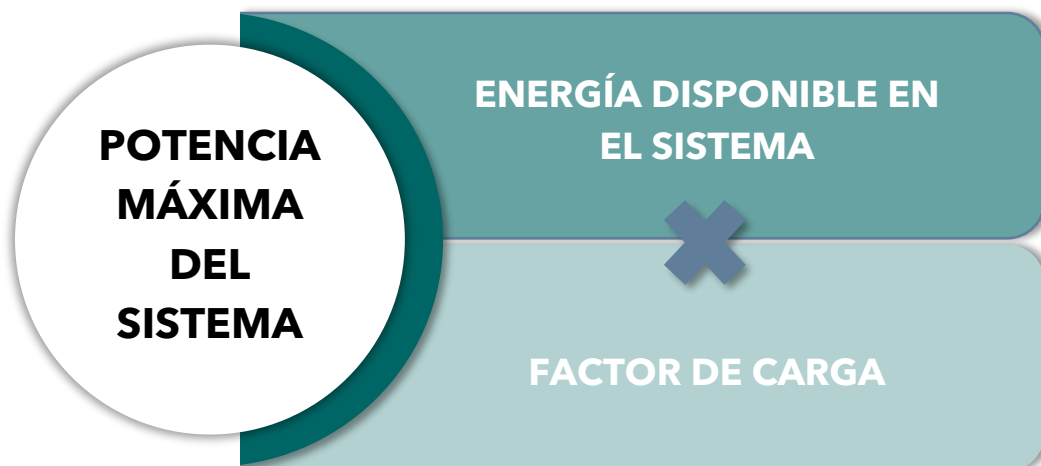 POTENCIA
MÁXIMA
DEL
SISTEMA
ENERGÍA DISPONIBLE EN
EL SISTEMA
FACTOR DE CARGA